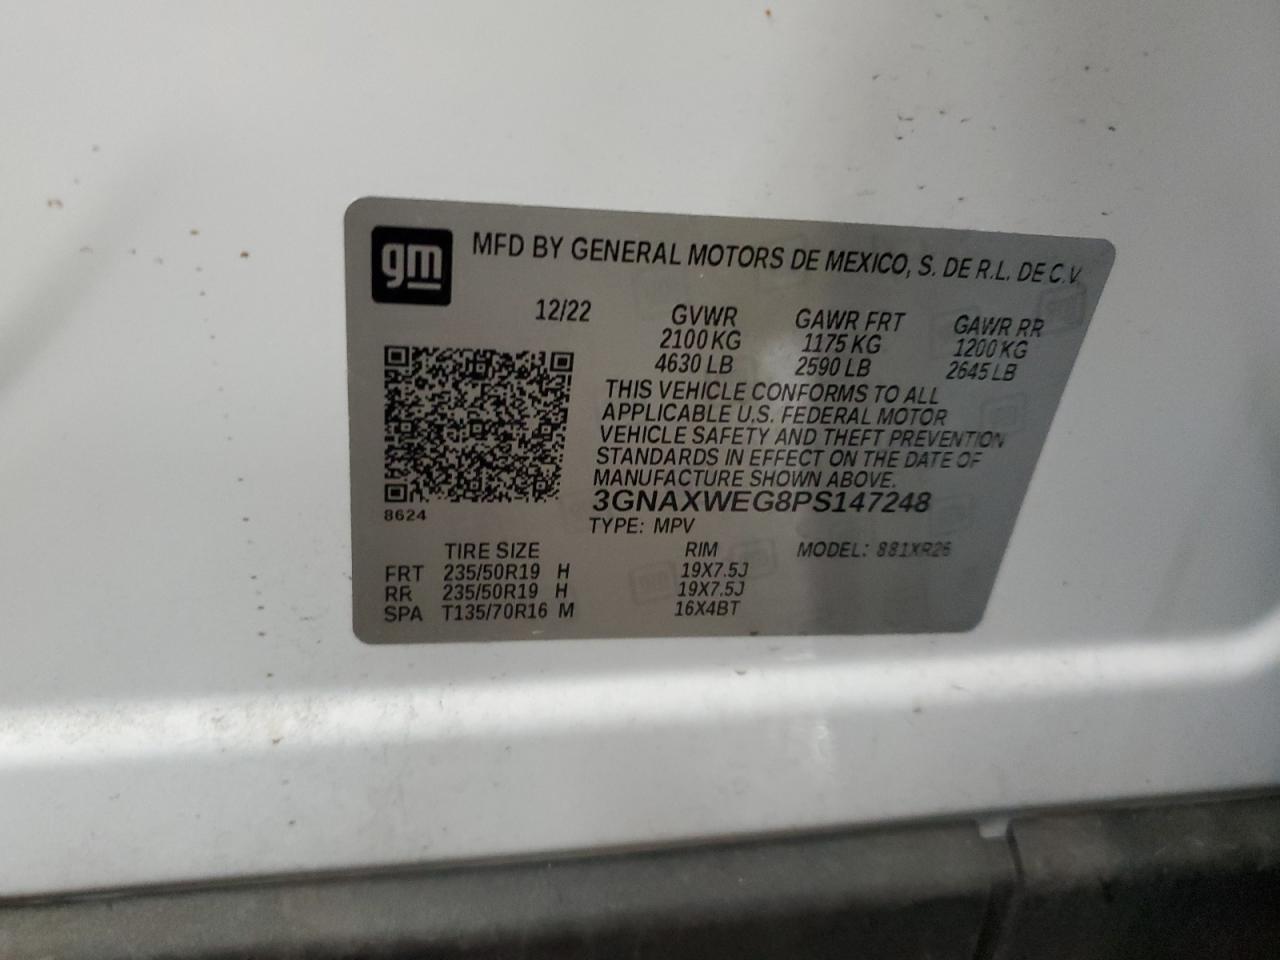 gm
MFD BY GENERAL MOTORS DE MEXICO, S. DE R.L. DE C.V.
12/22 GVWR GAWR FRT GAWR RR
2100 KG 1175 KG 1200 KG
4630 LB 2590 LB 2645 LB
THIS VEHICLE CONFORMS TO ALL
APPLICABLE U.S. FEDERAL MOTOR
VEHICLE SAFETY AND THEFT PREVENTION
STANDARDS IN EFFECT ON THE DATE OF
MANUFACTURE SHOWN ABOVE.
3GNAXWEG8PS147248
8624
TYPE: MPV
TIRE SIZE RIM MODEL: 881XR26
FRT 235/50R19 H 19X7.5J
RR 235/50R19 H 19X7.5J
SPA T135/70R16 M 16X4BT